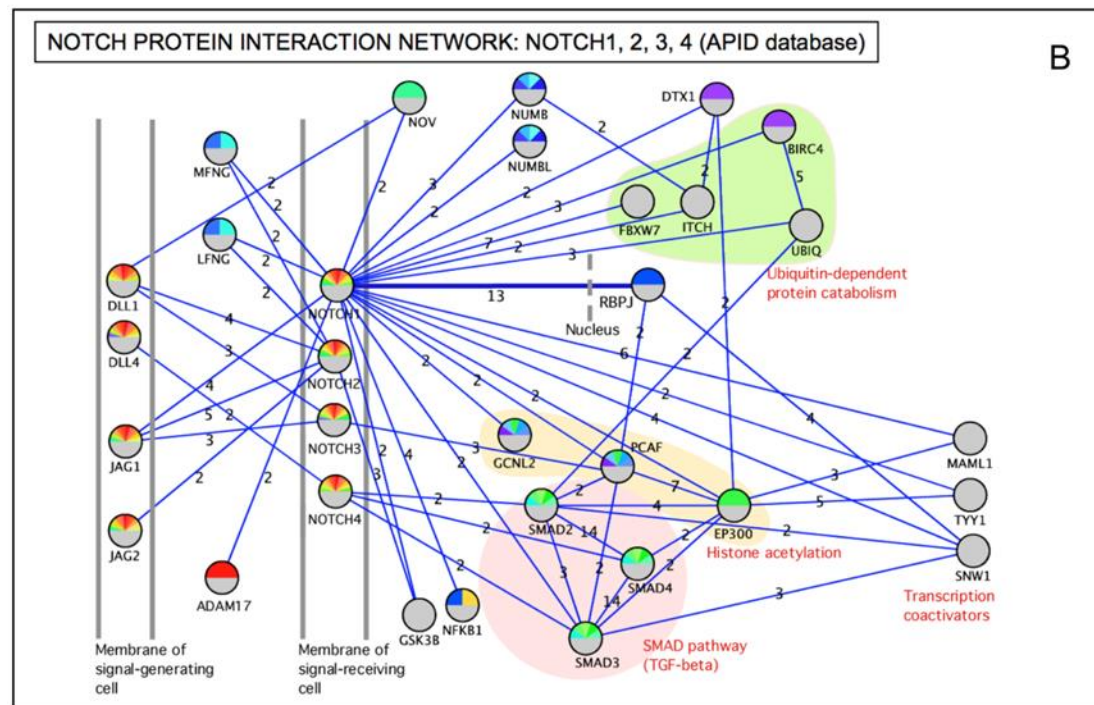 NOTCH PROTEIN INTERACTION NETWORK: NOTCH1, 2, 3, 4 (APID database)
B
NOV
NUMB
DTX1
BIRC4
MFNG
NUMBL
2
2
5
2
2
3
2
2
3
FBXW7
ITCH
2
LFNG
2
2
7
2
3
UBIQ
Ubiquitin-dependent
protein catabolism
2
DLL1
NOTCH1
13
RBPJ
Nucleus
2
2
4
DLL4
3
NOTCH2
2
2
6
2
4
2
2
4
5
2
NOTCH3
4
JAG1
3
2
4
3
GCNL2
PCAF
MAML1
2
2
3
2
7
3
NOTCH4
2
2
4
5
TYY1
JAG2
SMAD2
EP300
2
14
2
2
Histone acetylation
SNW1
ADAM17
2
3
2
SMAD4
2
3
Transcription
coactivators
GSK3B
NFKB1
14
SMAD3
SMAD pathway
(TGF-beta)
Membrane of
signal-generating
cell
Membrane of
signal-receiving
cell